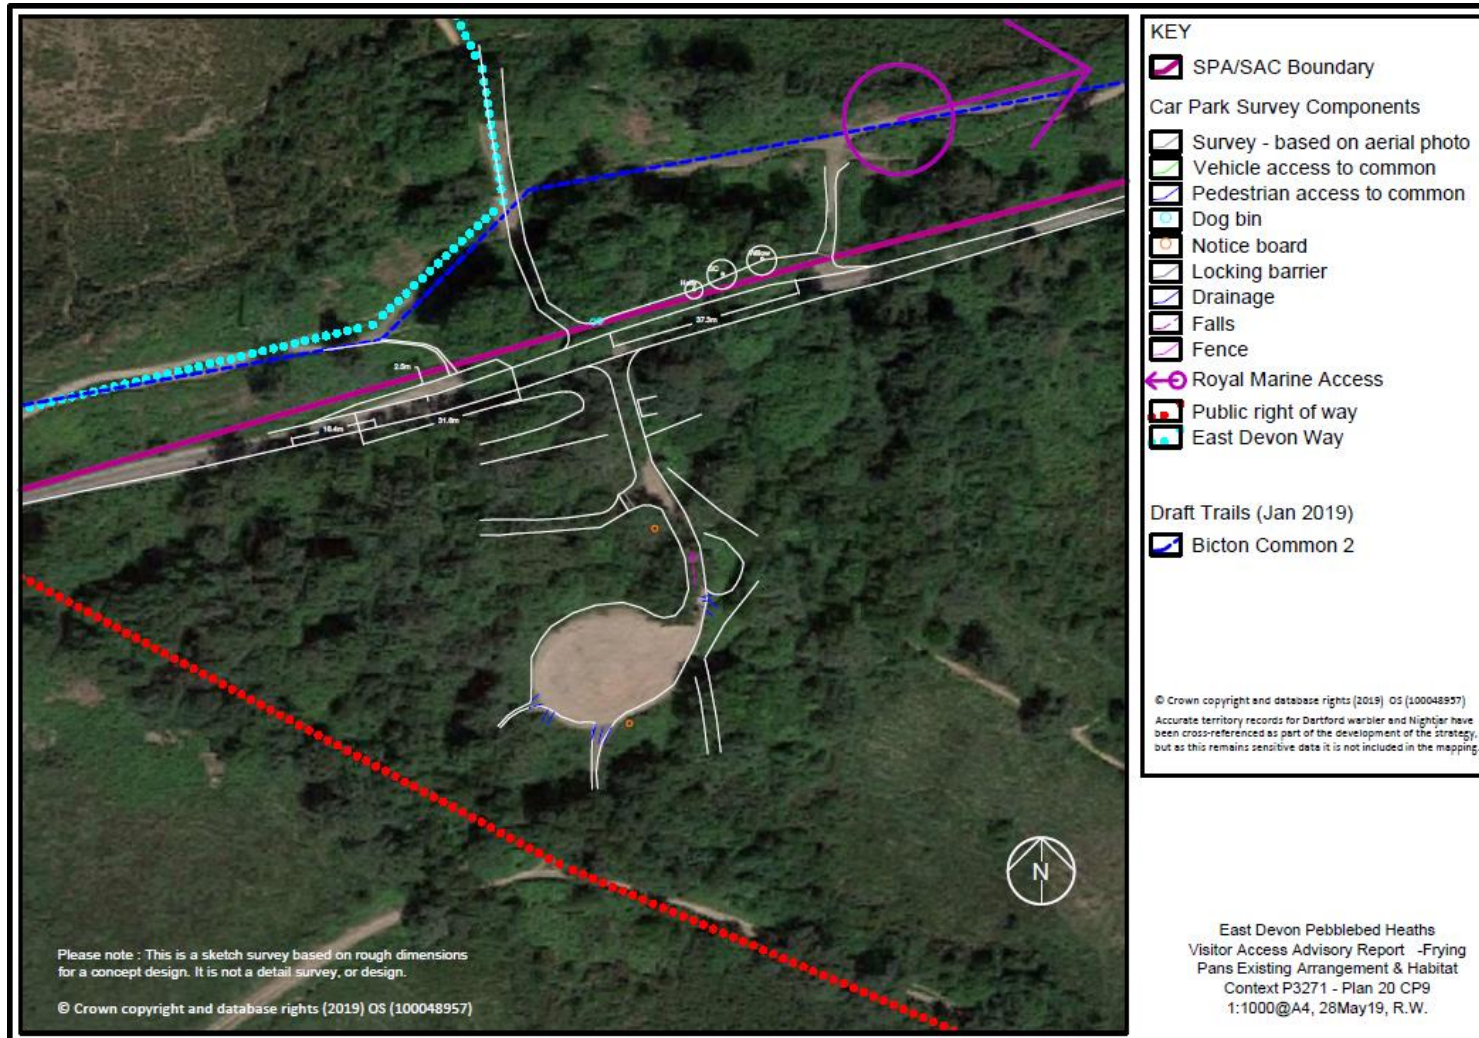 KEY
SPA/SAC Boundary
Car Park Survey Components
Survey - based on aerial photo
Vehicle access to common
Pedestrian access to common
Dog bin
Notice board
Locking barrier
Drainage
Falls
Fence
Royal Marine Access
Public right of way
East Devon Way
Draft Trails (Jan 2019)
Bicton Common 2
© Crown copyright and database rights (2019) OS (100048957)
Accurate territory records for Dartford warbler and Nightjar have
been cross-referenced as part of the development of the strategy,
but as this remains sensitive data it is not included in the mapping.
37.3m
2.5m
N
Please note : This is a sketch survey based on rough dimensions
for a concept design. It is not a detail survey, or design.
© Crown copyright and database rights (2019) OS (100048957)
East Devon Pebblebed Heaths
Visitor Access Advisory Report -Frying
Pans Existing Arrangement & Habitat
Context P3271 - Plan 20 CP9
1:1000@A4, 28May19, R.W.